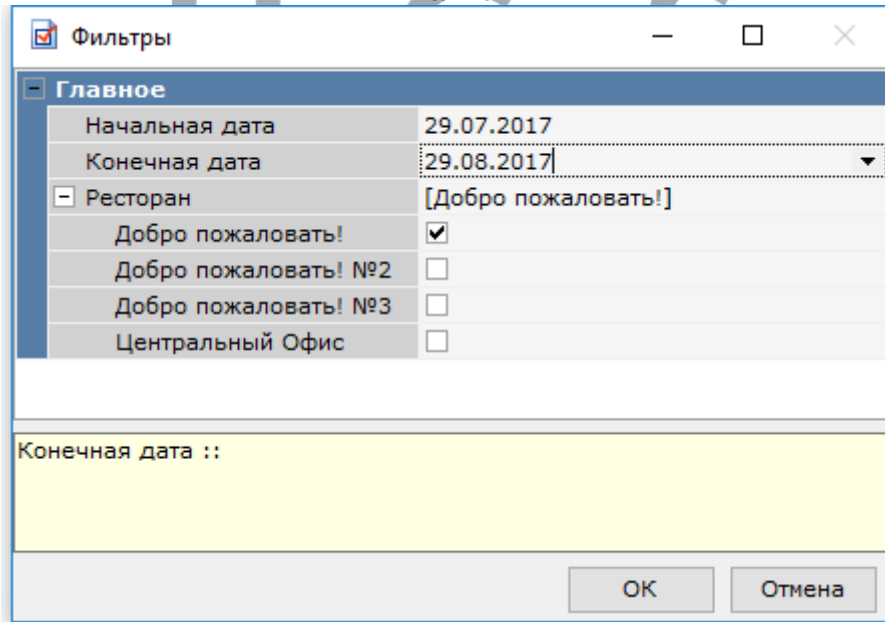 Фильтры
Главное
Начальная дата 29.07.2017
Конечная дата 29.08.2017
Ресторан [Добро пожаловать!]
Добро пожаловать!
Добро пожаловать! №2
Добро пожаловать! №3
Центральный Офис
Конечная дата ::
ОК Отмена